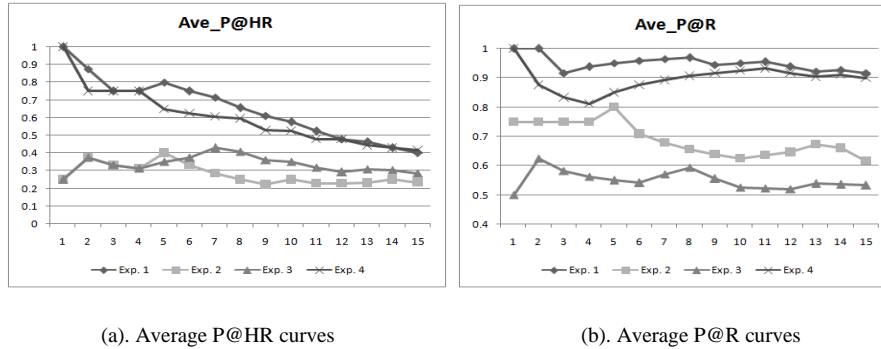 Ave_P@HR
1
0.9
0.8
0.7
0.6
0.5
0.4
0.3
0.2
0.1
0
1 2 3 4 5 6 7 8 9 10 11 12 13 14 15
Exp. 1 Exp. 2 Exp. 3 Exp. 4
(a). Average P@HR curves
Ave_P@R
1
0.9
0.8
0.7
0.6
0.5
0.4
1 2 3 4 5 6 7 8 9 10 11 12 13 14 15
Exp. 1 Exp. 2 Exp. 3 Exp. 4
(b). Average P@R curves